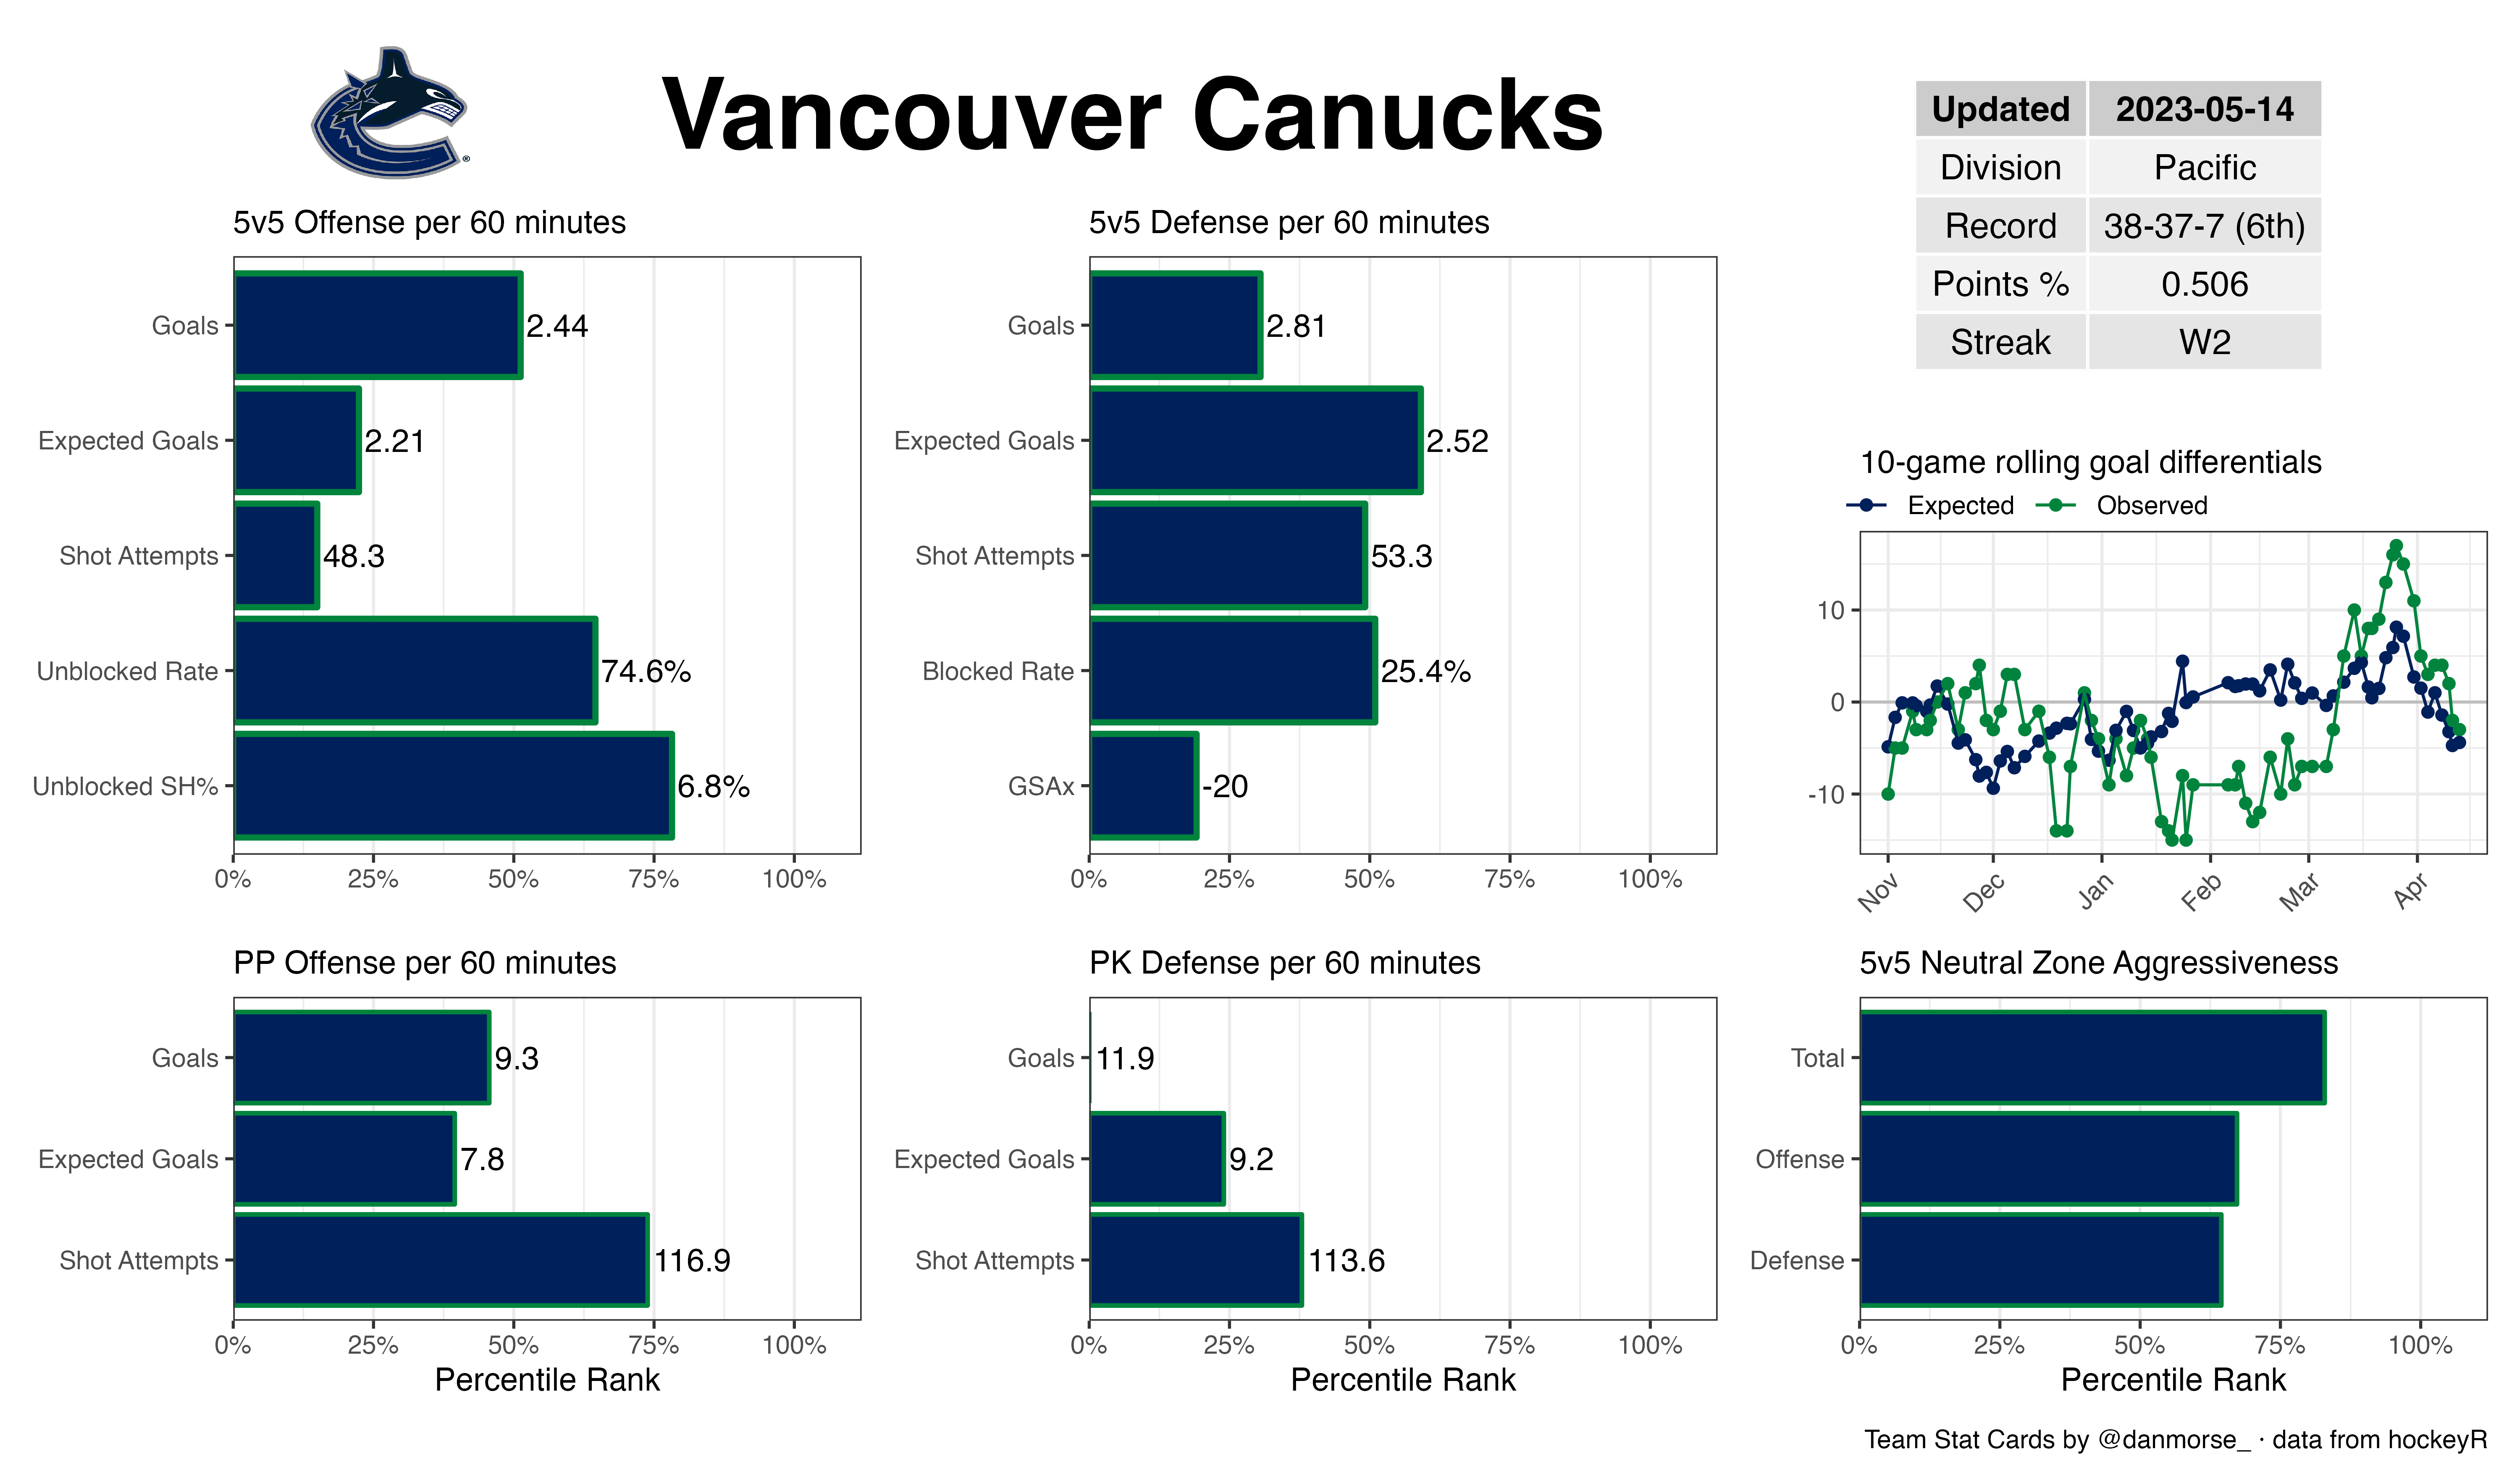 Vancouver Canucks
Updated 2023-05-14
Division Pacific
Record 38-37-7 (6th)
Points % 0.506
Streak W2
5v5 Offense per 60 minutes
Goals 2.44
Expected Goals 2.21
Shot Attempts 48.3
Unblocked Rate 74.6%
Unblocked SH% 6.8%
0% 25% 50% 75% 100%
5v5 Defense per 60 minutes
Goals 2.81
Expected Goals 2.52
Shot Attempts 53.3
Blocked Rate 25.4%
GSAx -20
0% 25% 50% 75% 100%
10-game rolling goal differentials
Expected Observed
10
0
-10
Nov Dec Jan Feb Mar Apr
PP Offense per 60 minutes
Goals 9.3
Expected Goals 7.8
Shot Attempts 116.9
0% 25% 50% 75% 100%
Percentile Rank
PK Defense per 60 minutes
Goals 11.9
Expected Goals 9.2
Shot Attempts 113.6
0% 25% 50% 75% 100%
Percentile Rank
5v5 Neutral Zone Aggressiveness
Total
Offense
Defense
0% 25% 50% 75% 100%
Percentile Rank
Team Stat Cards by @danmorse_ · data from hockeyR